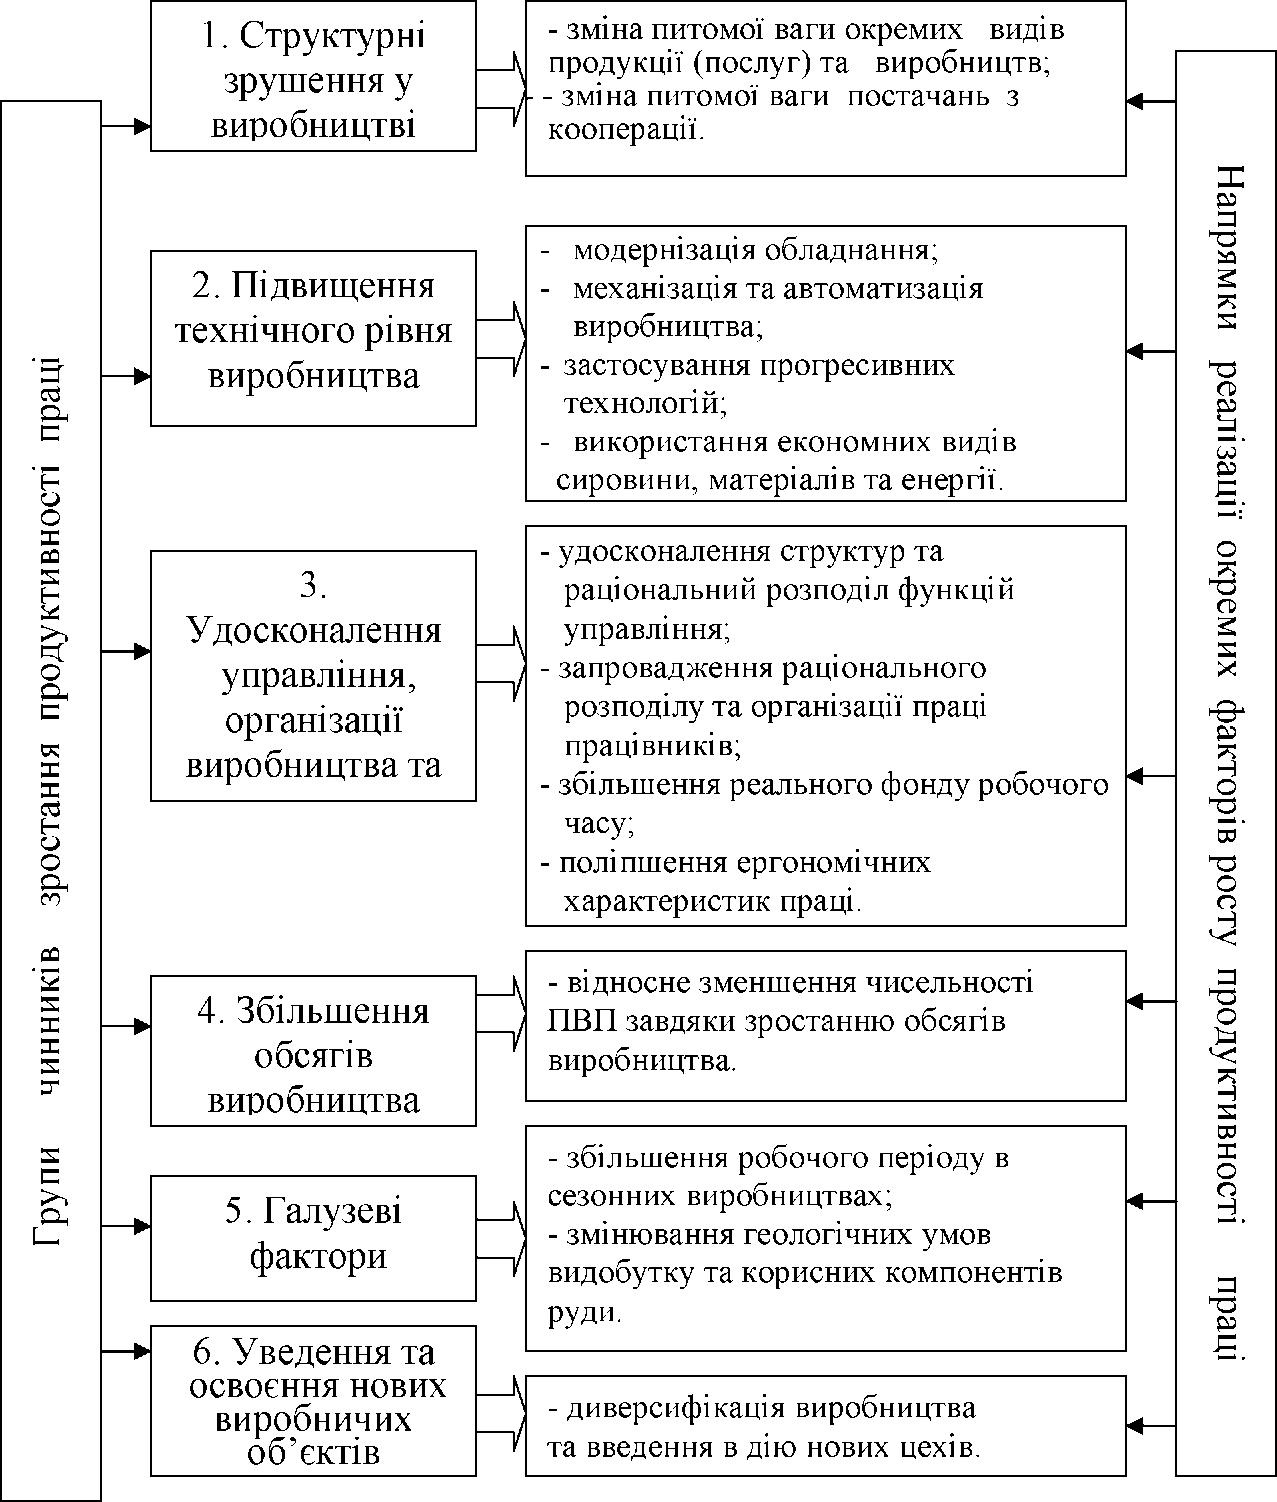 Групи чинників зростання продуктивності праці
1. Структурні
зрушення у
виробництві
- зміна питомої ваги окремих видів
продукції (послуг) та виробництв;
- - зміна питомої ваги постачань з
кооперації.
2. Підвищення
технічного рівня
виробництва
- модернізація обладнання;
- механізація та автоматизація
виробництва;
- застосування прогресивних
технологій;
- використання економних видів
сировини, матеріалів та енергії.
3.
Удосконалення
управління,
організації
виробництва та
- удосконалення структур та
раціональний розподіл функцій
управління;
- запровадження раціонального
розподілу та організації праці
працівників;
- збільшення реального фонду робочого
часу;
- поліпшення ергономічних
характеристик праці.
4. Збільшення
обсягів
виробництва
- відносне зменшення чисельності
ПВП завдяки зростанню обсягів
виробництва.
5. Галузеві
фактори
- збільшення робочого періоду в
сезонних виробництвах;
- змінювання геологічних умов
видобутку та корисних компонентів
руди.
6. Уведення та
освоєння нових
виробничих
об’єктів
- диверсифікація виробництва
та введення в дію нових цехів.
Напрямки реалізації окремих факторів росту продуктивності праці